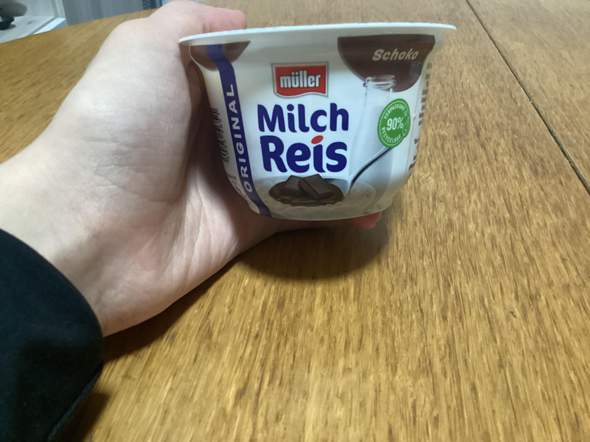 Schoko
müller
ORIGINAL
Milch
Reis
90%